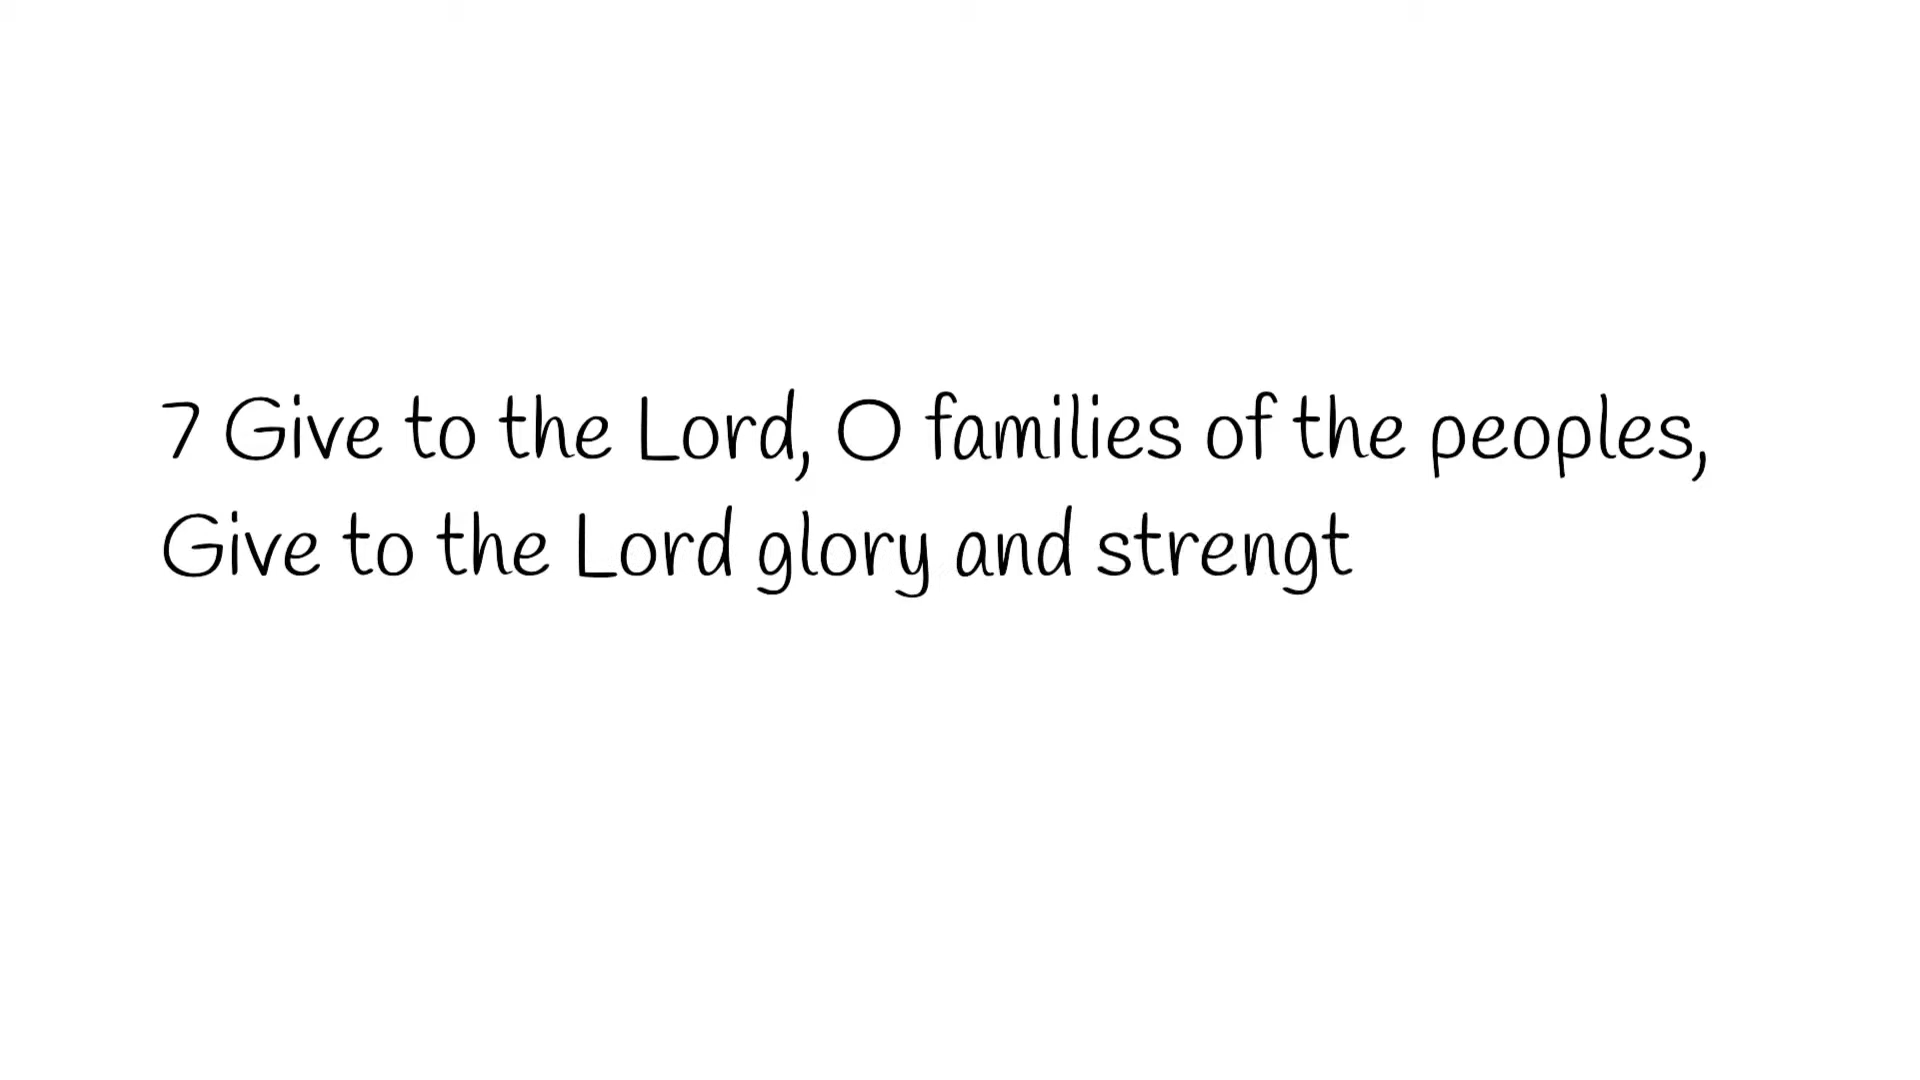 7 Give to the Lord, O families of the peoples,
Give to the Lord glory and strengt